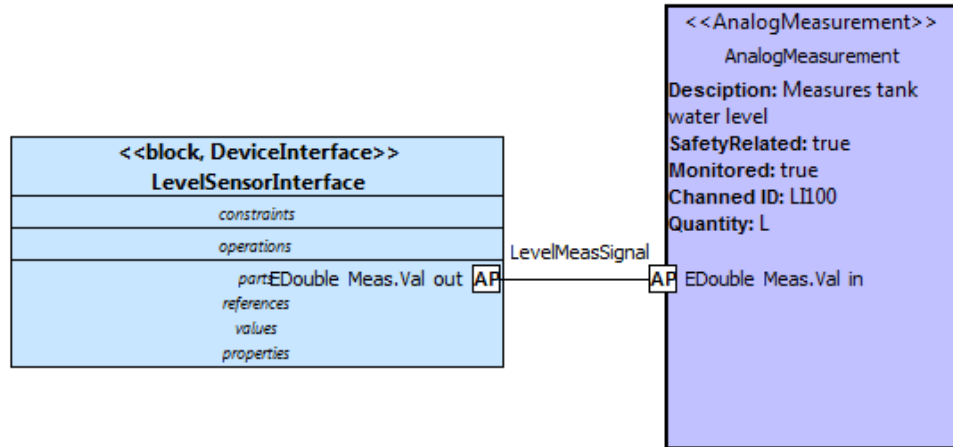 <<AnalogMeasurement>>
AnalogMeasurement
Desciption: Measures tank
water level
SafetyRelated: true
Monitored: true
Channed ID: LI100
Quantity: L
<<block, DeviceInterface>>
LevelSensorInterface
constraints
operations
parts
EDouble Meas.Val out AP
references
values
properties
LevelMeasSignal
AP EDouble Meas.Val in